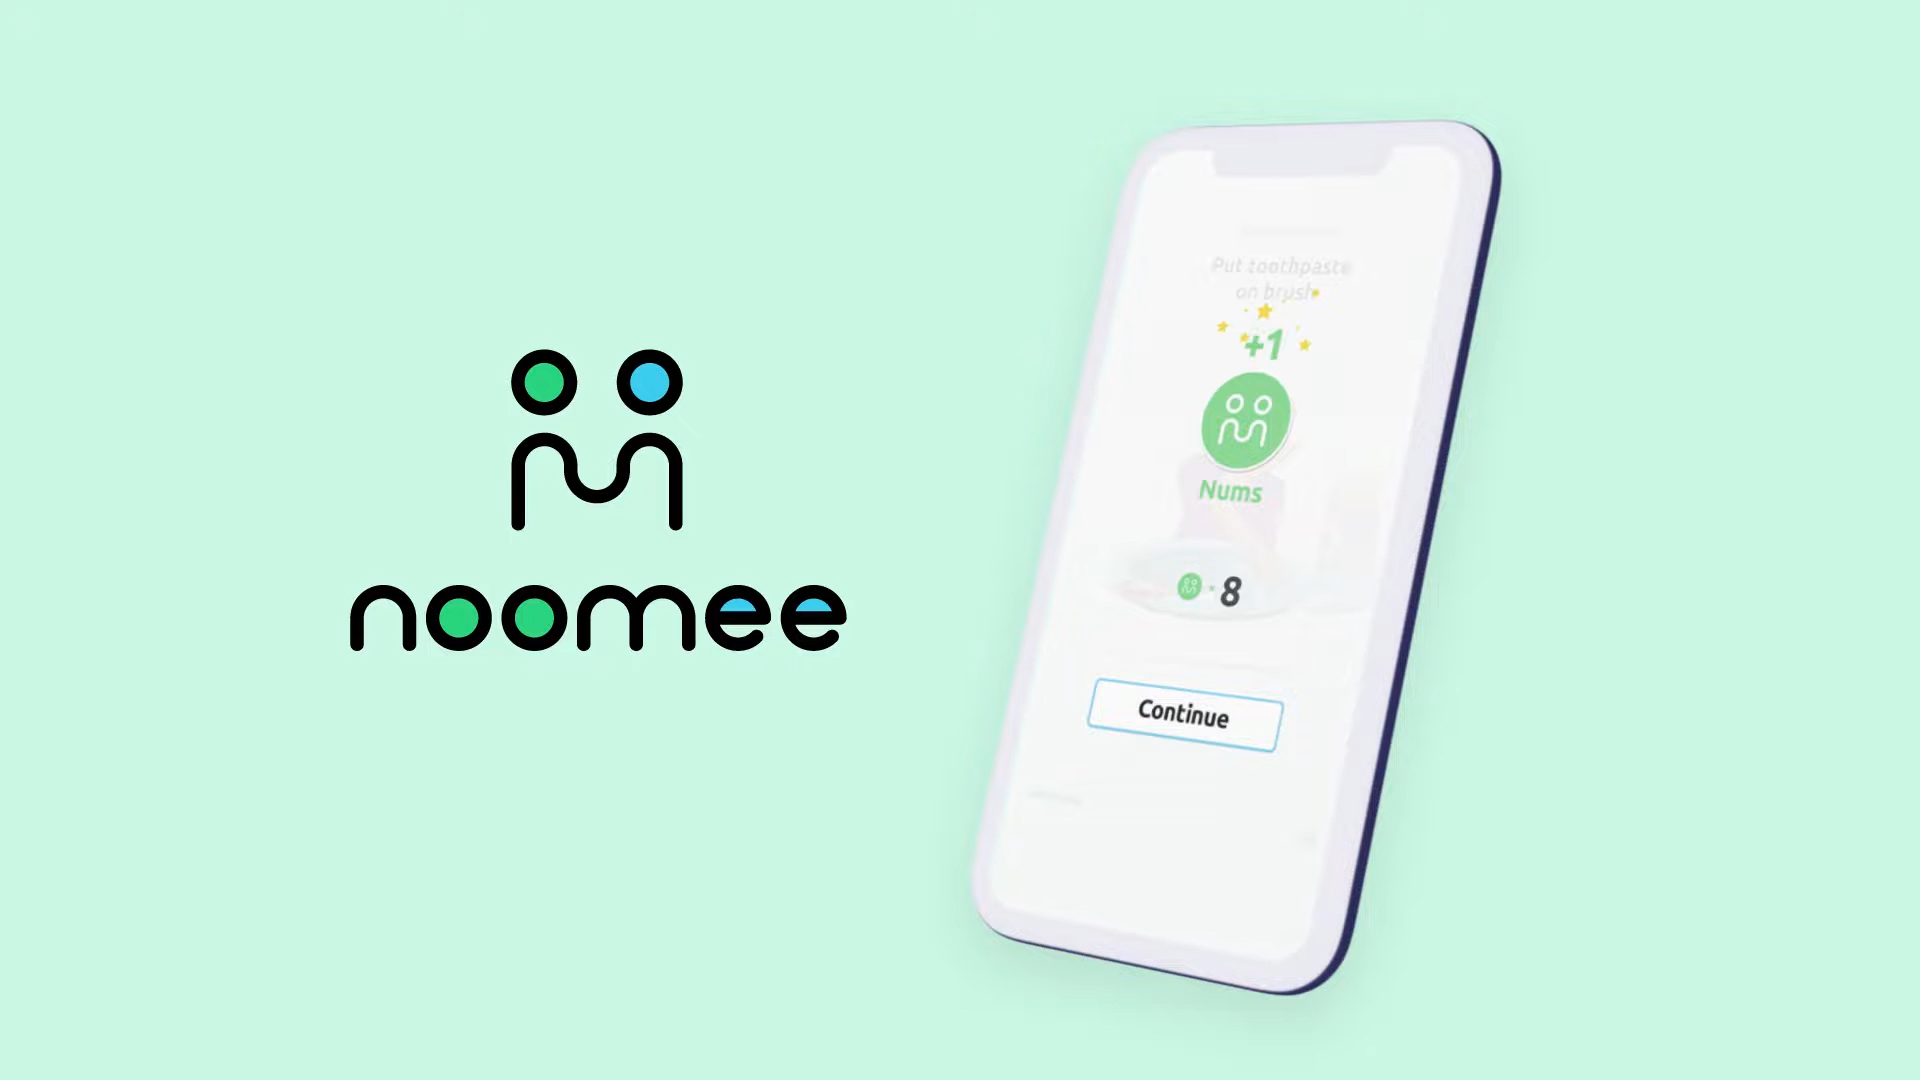 noomee
Put toothpaste
on brush
+1
Nums
8
Continue